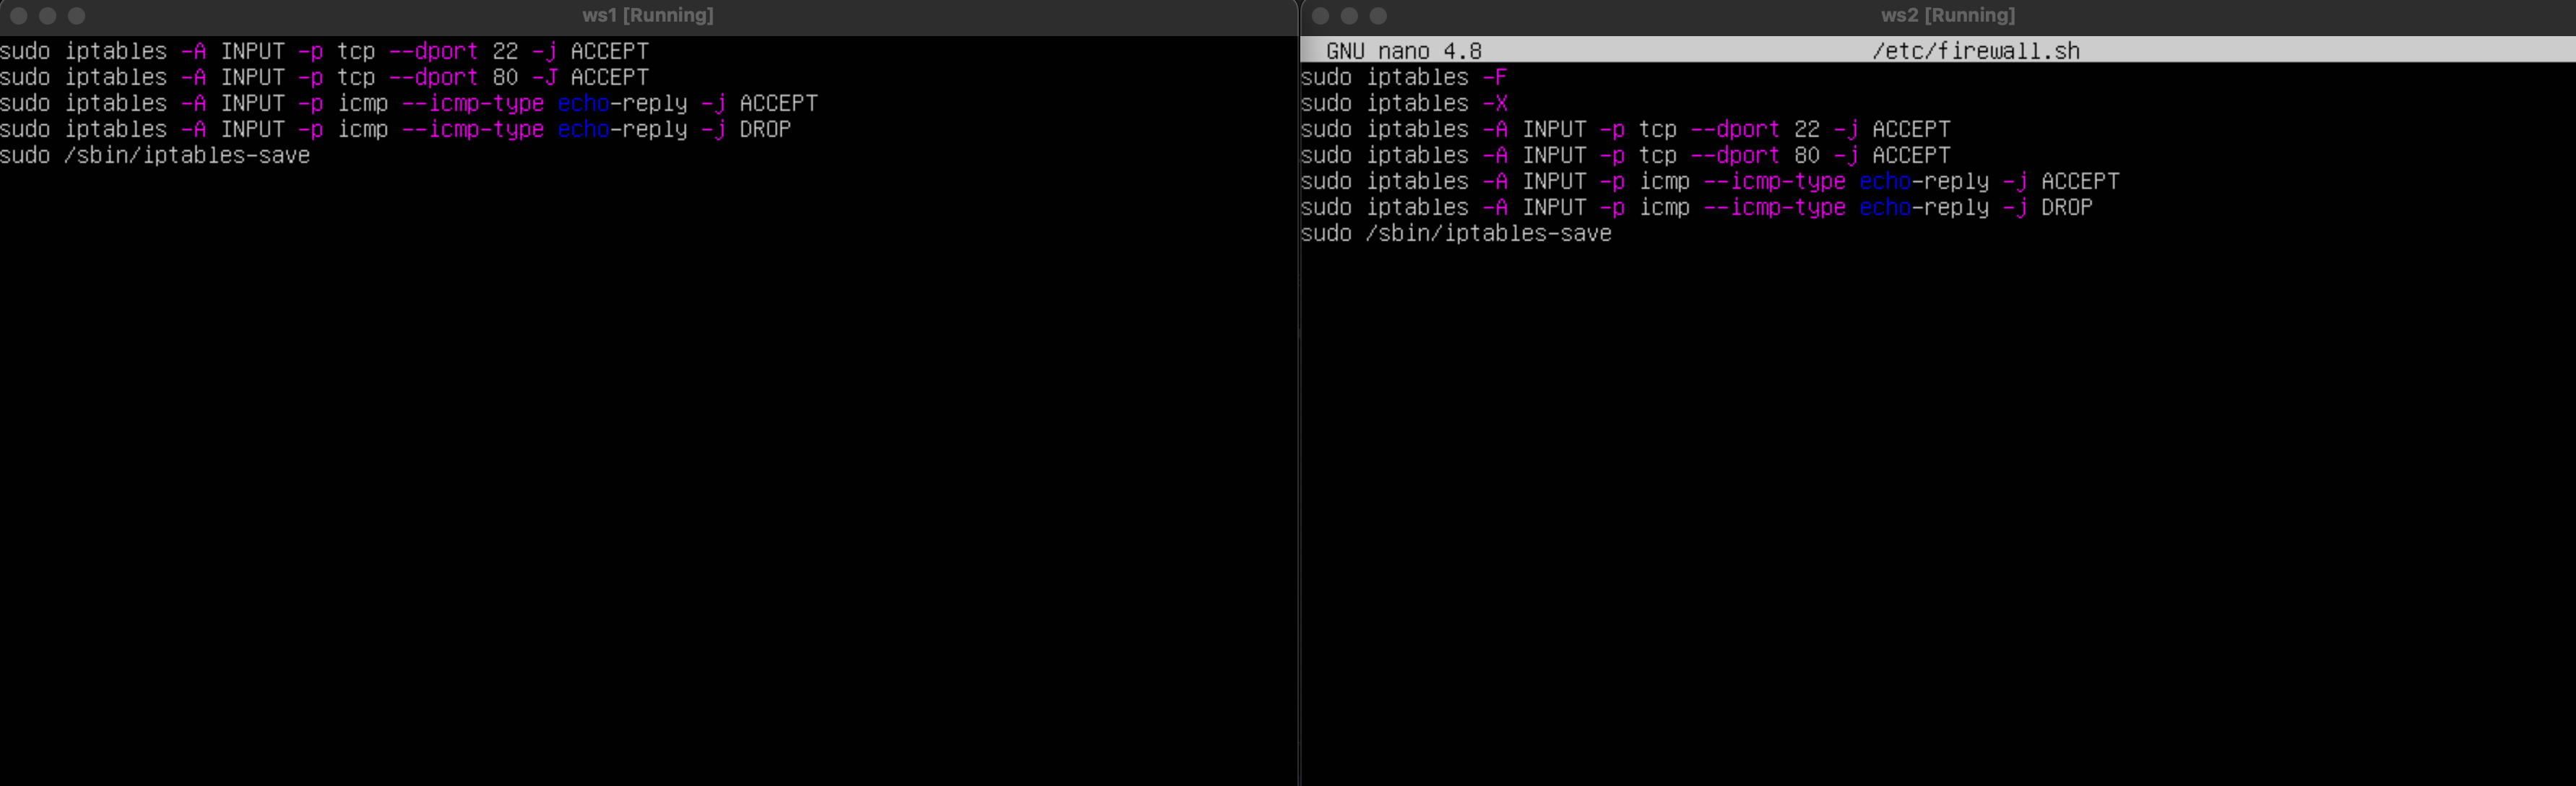 ws1 [Running]
sudo iptables -A INPUT -p tcp --dport 22 -j ACCEPT
sudo iptables -A INPUT -p tcp --dport 80 -J ACCEPT
sudo iptables -A INPUT -p icmp --icmp-type echo-reply -j ACCEPT
sudo iptables -A INPUT -p icmp --icmp-type echo-reply -j DROP
sudo /sbin/iptables-save
ws2 [Running]
GNU nano 4.8 /etc/firewall.sh
sudo iptables -F
sudo iptables -X
sudo iptables -A INPUT -p tcp --dport 22 -j ACCEPT
sudo iptables -A INPUT -p tcp --dport 80 -j ACCEPT
sudo iptables -A INPUT -p icmp --icmp-type echo-reply -j ACCEPT
sudo iptables -A INPUT -p icmp --icmp-type echo-reply -j DROP
sudo /sbin/iptables-save